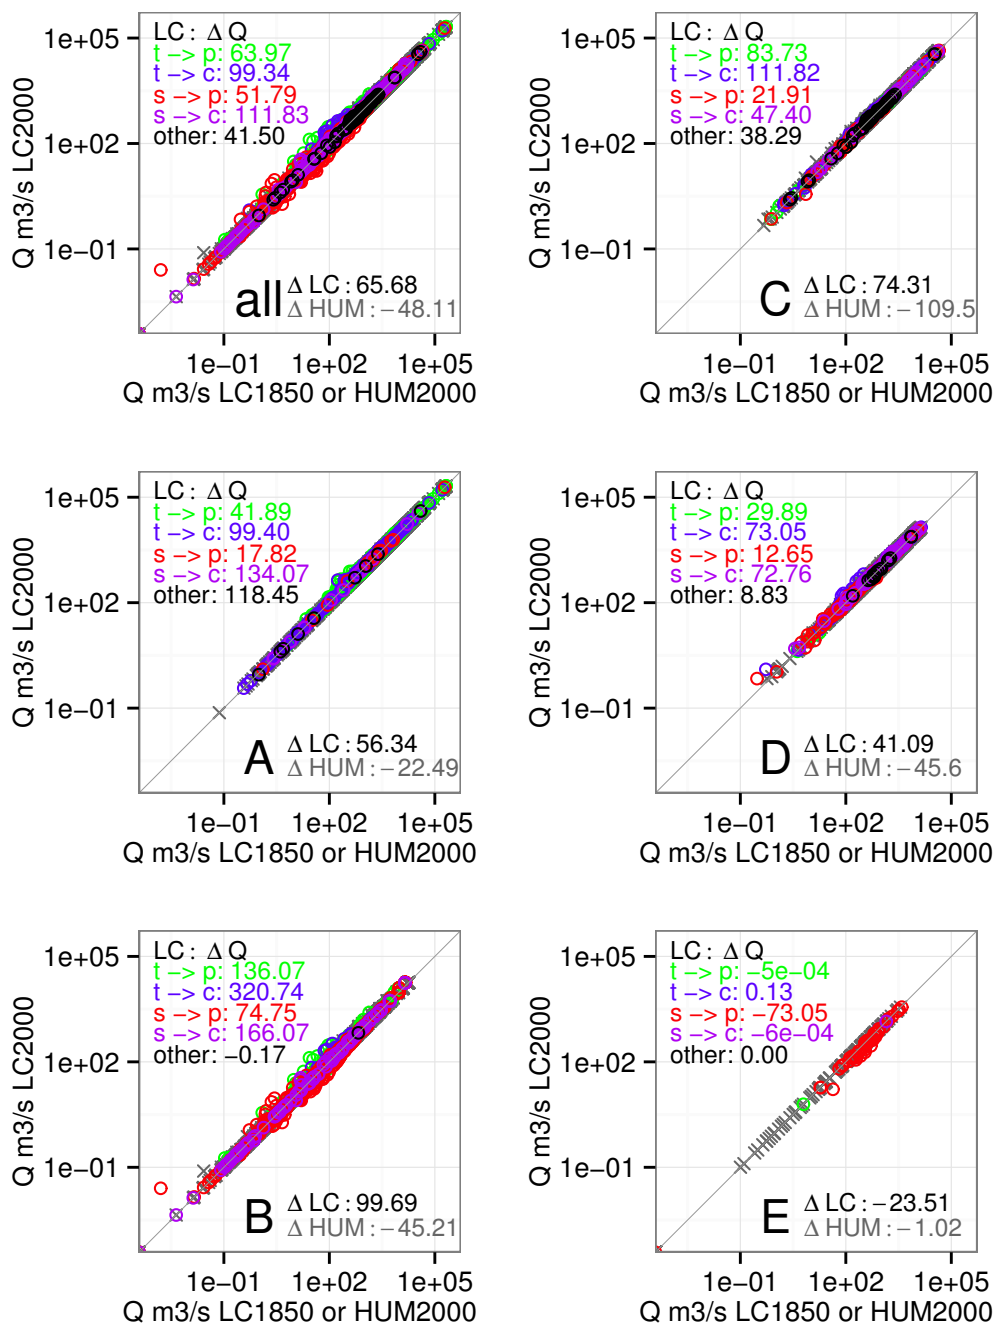 LC: Δ Q
t −> p: 63.97
t −> c: 99.34
s −> p: 51.79
s −> c: 111.83
other: 41.50
all
Δ LC : 65.68
Δ HUM : −48.11
1e+05
1e+02
1e−01
Q m3/s LC2000
1e−01 1e+02 1e+05
Q m3/s LC1850 or HUM2000
LC: Δ Q
t −> p: 83.73
t −> c: 111.82
s −> p: 21.91
s −> c: 47.40
other: 38.29
C
Δ LC : 74.31
Δ HUM : −109.5
1e+05
1e+02
1e−01
Q m3/s LC2000
1e−01 1e+02 1e+05
Q m3/s LC1850 or HUM2000
LC: Δ Q
t −> p: 41.89
t −> c: 99.40
s −> p: 17.82
s −> c: 134.07
other: 118.45
A
Δ LC : 56.34
Δ HUM : −22.49
1e+05
1e+02
1e−01
Q m3/s LC2000
1e−01 1e+02 1e+05
Q m3/s LC1850 or HUM2000
LC: Δ Q
t −> p: 29.89
t −> c: 73.05
s −> p: 12.65
s −> c: 72.76
other: 8.83
D
Δ LC : 41.09
Δ HUM : −45.6
1e+05
1e+02
1e−01
Q m3/s LC2000
1e−01 1e+02 1e+05
Q m3/s LC1850 or HUM2000
LC: Δ Q
t −> p: 136.07
t −> c: 320.74
s −> p: 74.75
s −> c: 166.07
other: −0.17
B
Δ LC : 99.69
Δ HUM : −45.21
1e+05
1e+02
1e−01
Q m3/s LC2000
1e−01 1e+02 1e+05
Q m3/s LC1850 or HUM2000
LC: Δ Q
t −> p: −5e−04
t −> c: 0.13
s −> p: −73.05
s −> c: −6e−04
other: 0.00
E
Δ LC : −23.51
Δ HUM : −1.02
1e+05
1e+02
1e−01
Q m3/s LC2000
1e−01 1e+02 1e+05
Q m3/s LC1850 or HUM2000